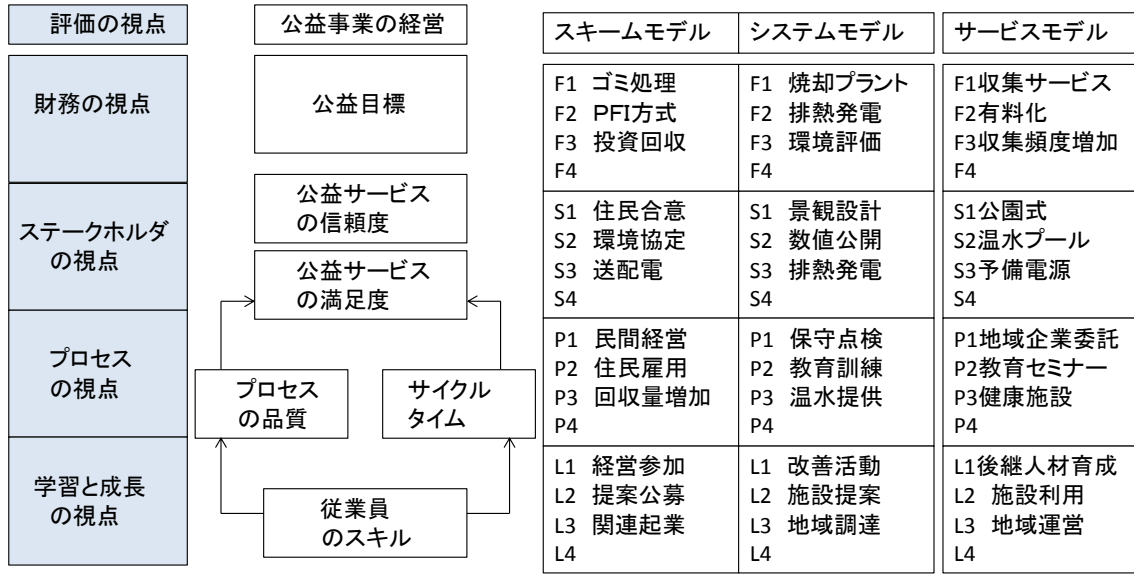 評価の視点
公益事業の経営
スキームモデル
システムモデル
サービスモデル
財務の視点
公益目標
F1 ゴミ処理
F2 PFI方式
F3 投資回収
F4
F1 焼却プラント
F2 排熱発電
F3 環境評価
F4
F1収集サービス
F2有料化
F3収集頻度増加
F4
ステークホルダ
の視点
公益サービス
の信頼度
公益サービス
の満足度
S1 住民合意
S2 環境協定
S3 送配電
S4
S1 景観設計
S2 数値公開
S3 排熱発電
S4
S1公園式
S2温水プール
S3予備電源
S4
プロセス
の視点
プロセス
の品質
サイクル
タイム
P1 民間経営
P2 住民雇用
P3 回収量増加
P4
P1 保守点検
P2 教育訓練
P3 温水提供
P4
P1地域企業委託
P2教育セミナー
P3健康施設
P4
学習と成長
の視点
従業員
のスキル
L1 経営参加
L2 提案公募
L3 関連起業
L4
L1 改善活動
L2 施設提案
L3 地域調達
L4
L1後継人材育成
L2 施設利用
L3 地域運営
L4